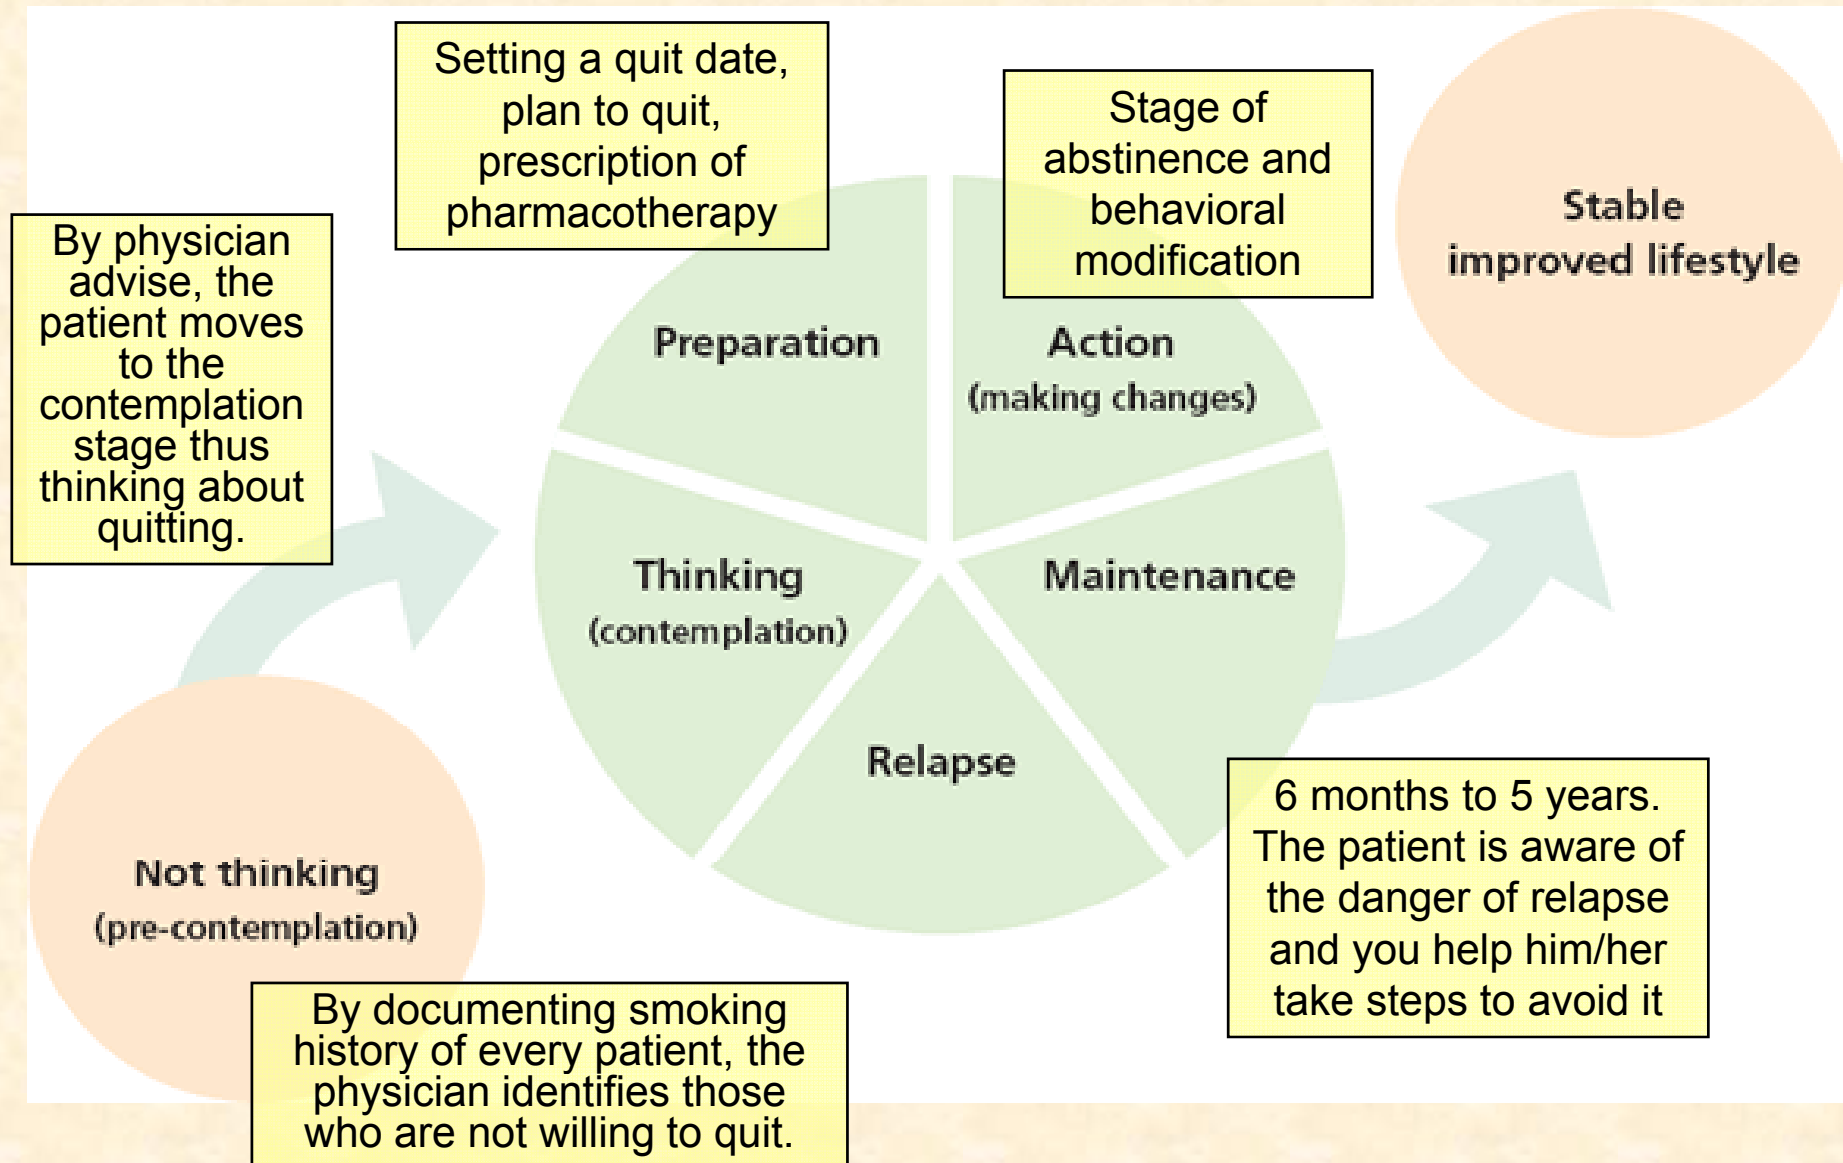 Setting a quit date,
plan to quit,
prescription of
pharmacotherapy
Stage of
abstinence and
behavioral
modification
Stable
improved lifestyle
By physician
advise, the
patient moves
to the
contemplation
stage thus
thinking about
quitting.
Preparation
Action
(making changes)
Thinking
(contemplation)
Maintenance
Relapse
Not thinking
(pre-contemplation)
6 months to 5 years.
The patient is aware of
the danger of relapse
and you help him/her
take steps to avoid it
By documenting smoking
history of every patient, the
physician identifies those
who are not willing to quit.